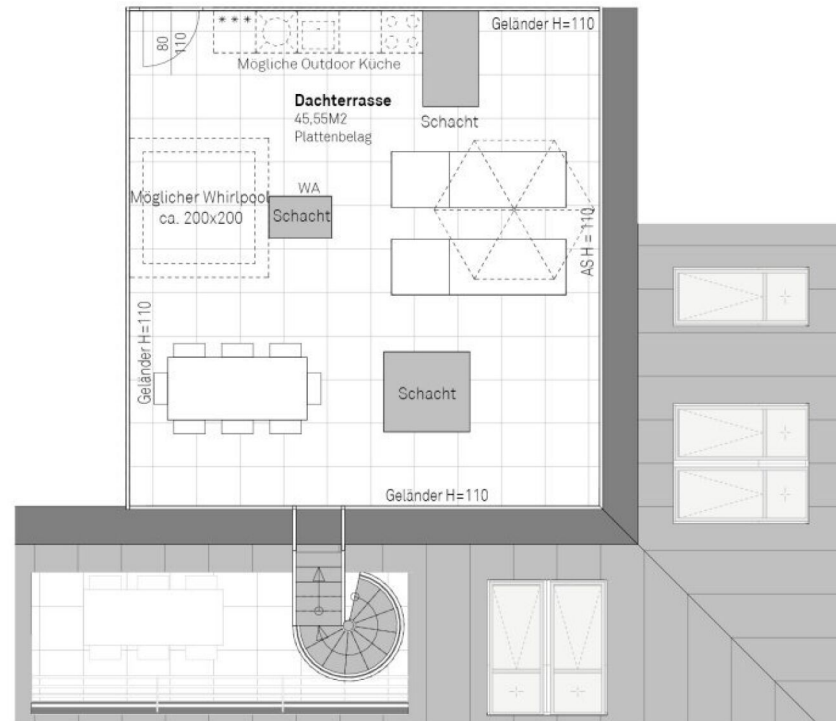 Geländer H=110
80
110
Mögliche Outdoor Küche
Dachterrasse
45,55M2
Plattenbelag
Schacht
WA
Möglicher Whirlpool
ca. 200x200
Schacht
AS H = 110
Geländer H=110
Schacht
Geländer H=110